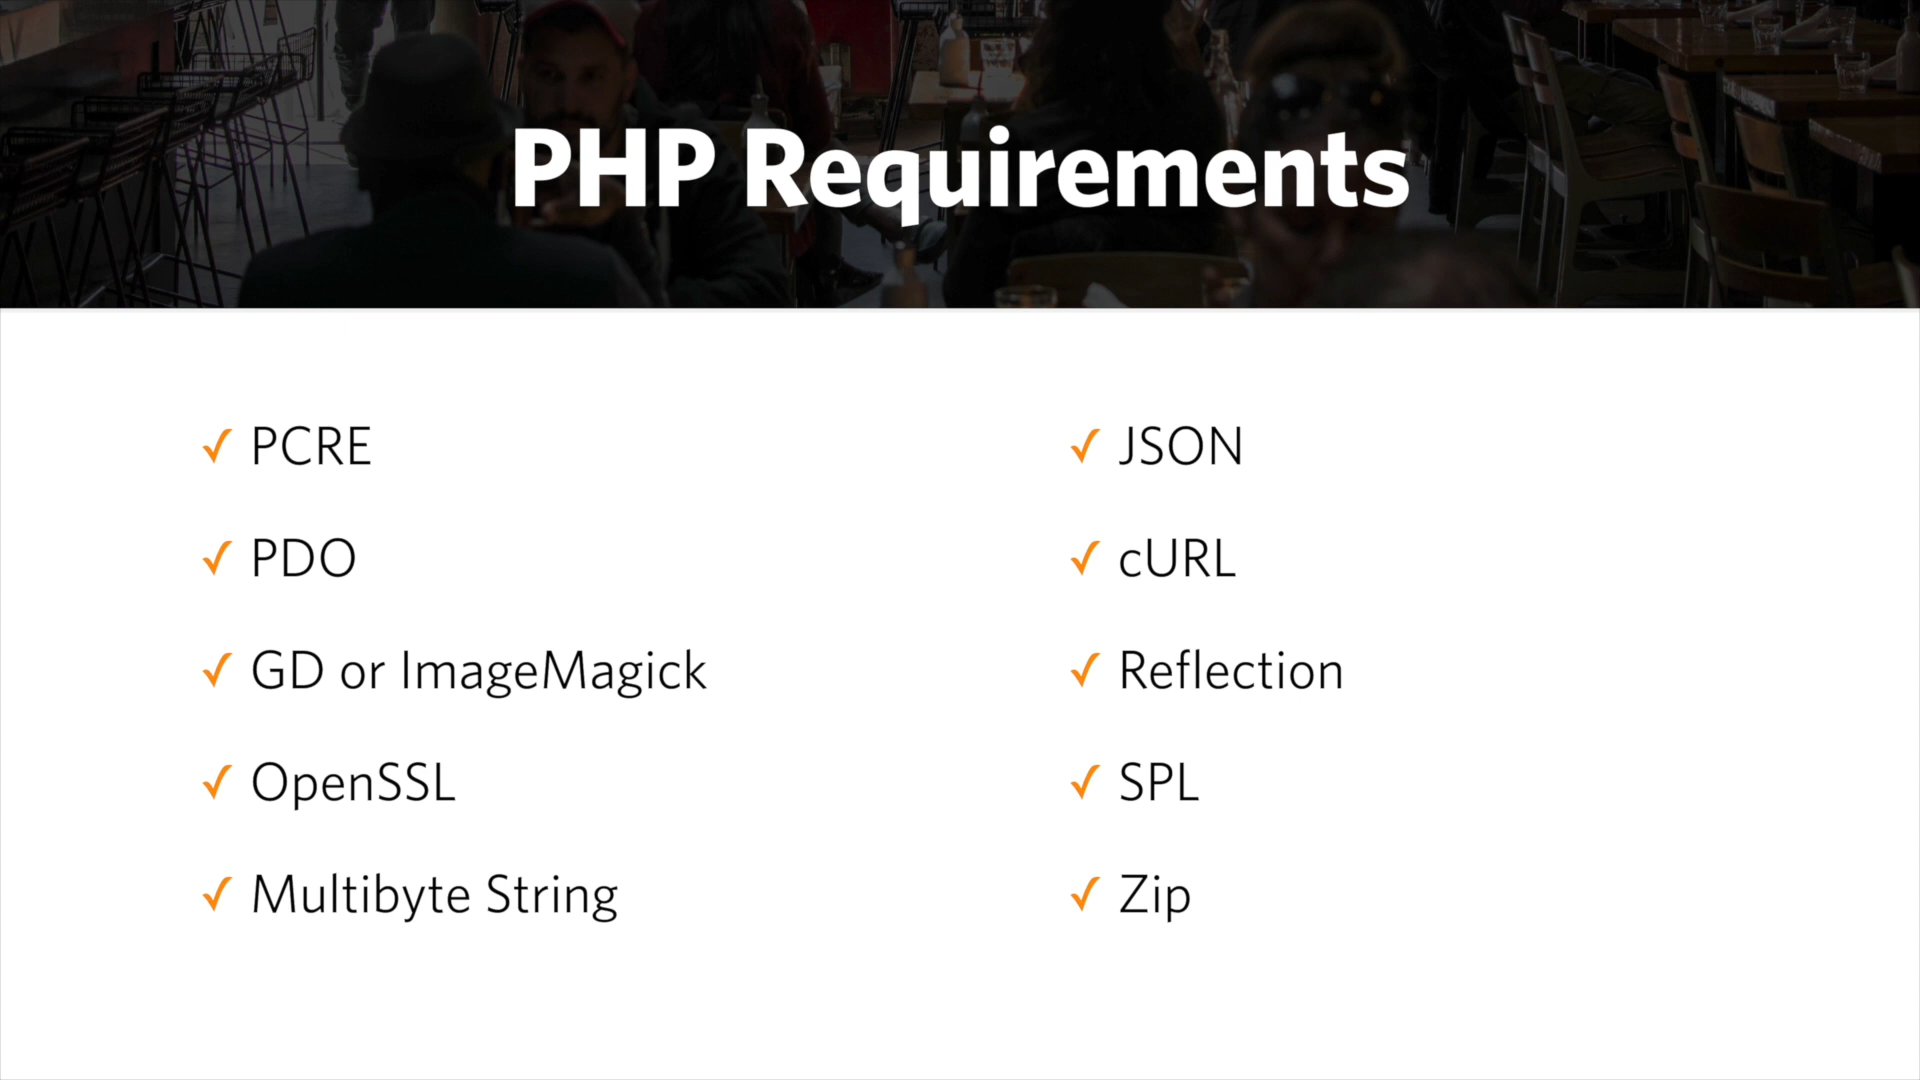 PHP Requirements
✓ PCRE
✓ PDO
✓ GD or ImageMagick
✓ OpenSSL
✓ Multibyte String
✓ JSON
✓ cURL
✓ Reflection
✓ SPL
✓ Zip